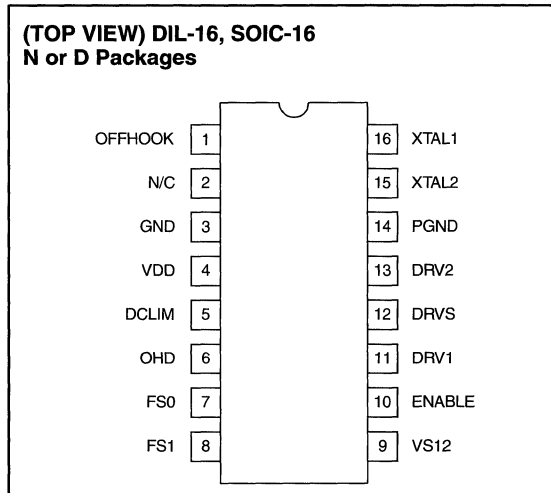 (TOP VIEW) DIL-16, SOIC-16
N or D Packages
OFFHOOK 1 16 XTAL1
N/C 2 15 XTAL2
GND 3 14 PGND
VDD 4 13 DRV2
DCLIM 5 12 DRVS
OHD 6 11 DRV1
FS0 7 10 ENABLE
FS1 8 9 VS12